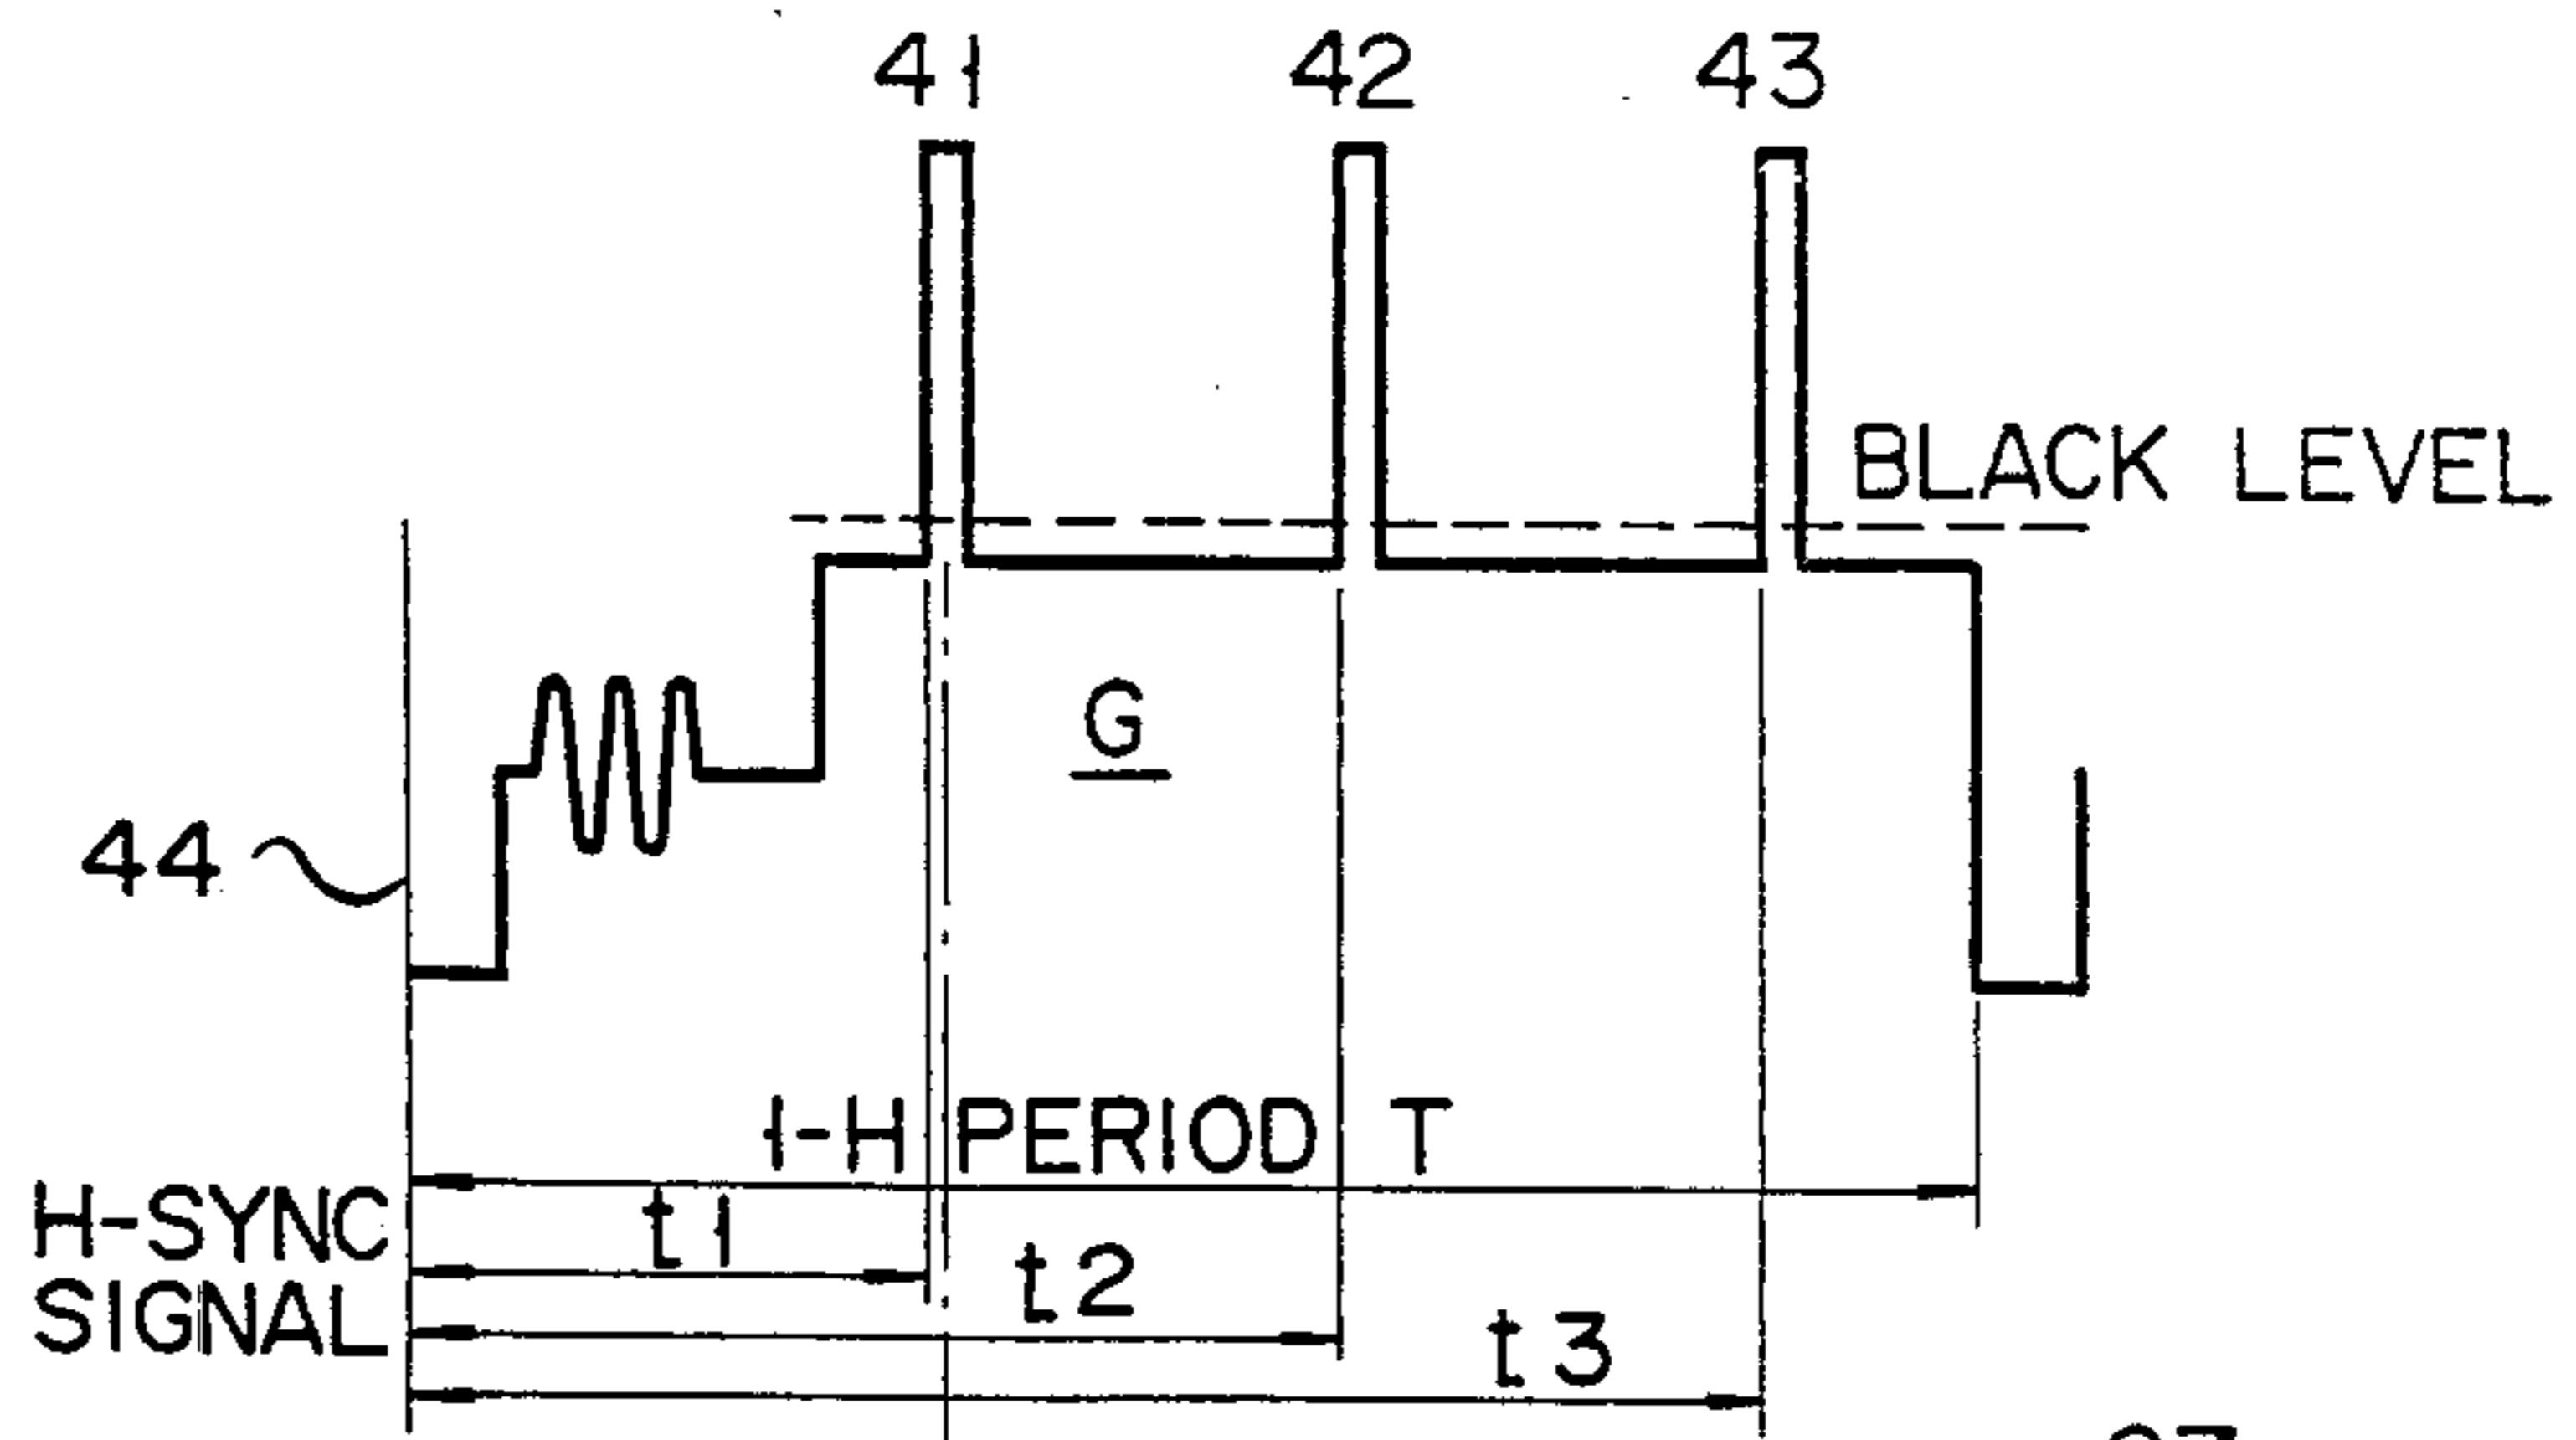 41
42
43
BLACK LEVEL
G
44
1-H PERIOD T
H-SYNC
SIGNAL
t1
t2
t3